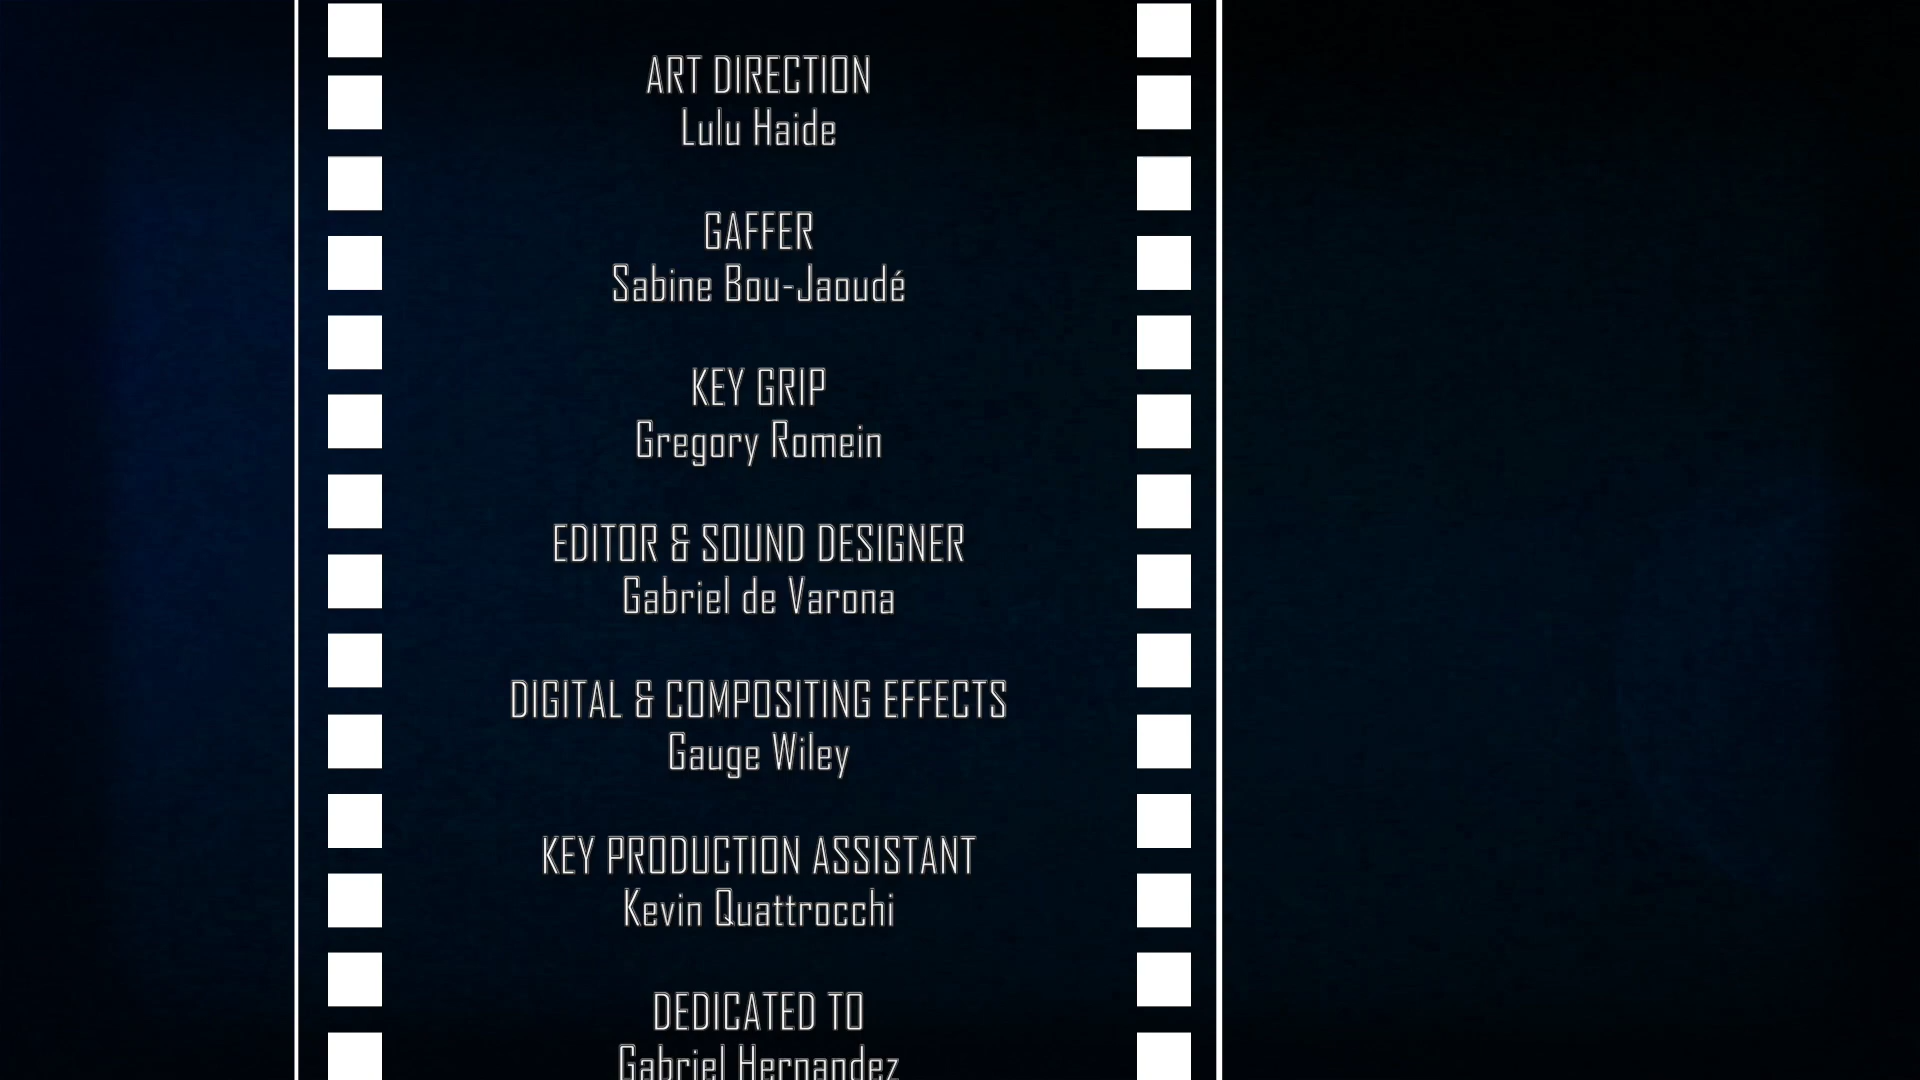 ART DIRECTION
Lulu Haide
GAFFER
Sabine Bou-Jaoudé
KEY GRIP
Gregory Romein
EDITOR & SOUND DESIGNER
Gabriel de Varona
DIGITAL & COMPOSITING EFFECTS
Gauge Wiley
KEY PRODUCTION ASSISTANT
Kevin Quattrocchi
DEDICATED TO
Gabriel Hernandez